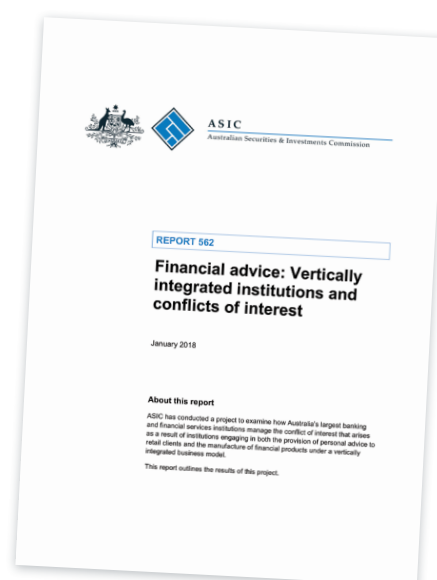 ASIC
Australian Securities & Investments Commission
REPORT 562
Financial advice: Vertically
integrated institutions and
conflicts of interest
January 2018
About this report
ASIC has conducted a project to examine how Australia's largest banking
and financial services institutions manage the conflict of interest that arises
as a result of institutions engaging in both the provision of personal advice to
retail clients and the manufacture of financial products under a vertically
integrated business model.
This report outlines the results of this project.